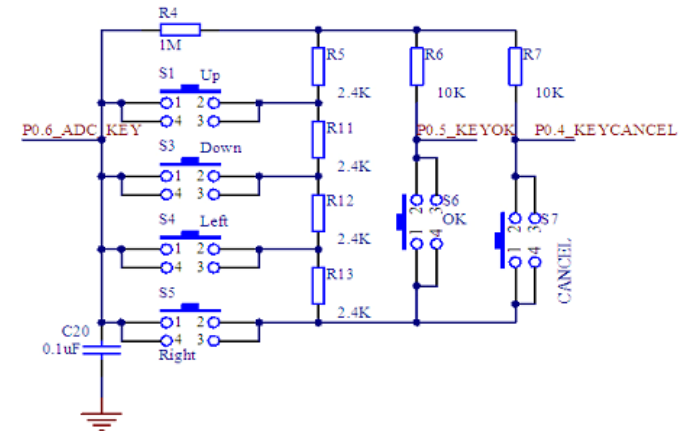 R4
1M
R5
R6
R7
S1 Up
2.4K
10K
10K
1 2
4 3
P0.6_ADC_KEY
R11
P0.5_KEYOK
P0.4_KEYCANCEL
S3 Down
2.4K
1 2
4 3
R12
2 3
S6
OK
1 4
S4 Left
2.4K
1 2
4 3
2 3
S7
1 4
CANCEL
R13
S5
2.4K
1 2
4 3
Right
C20
0.1uF